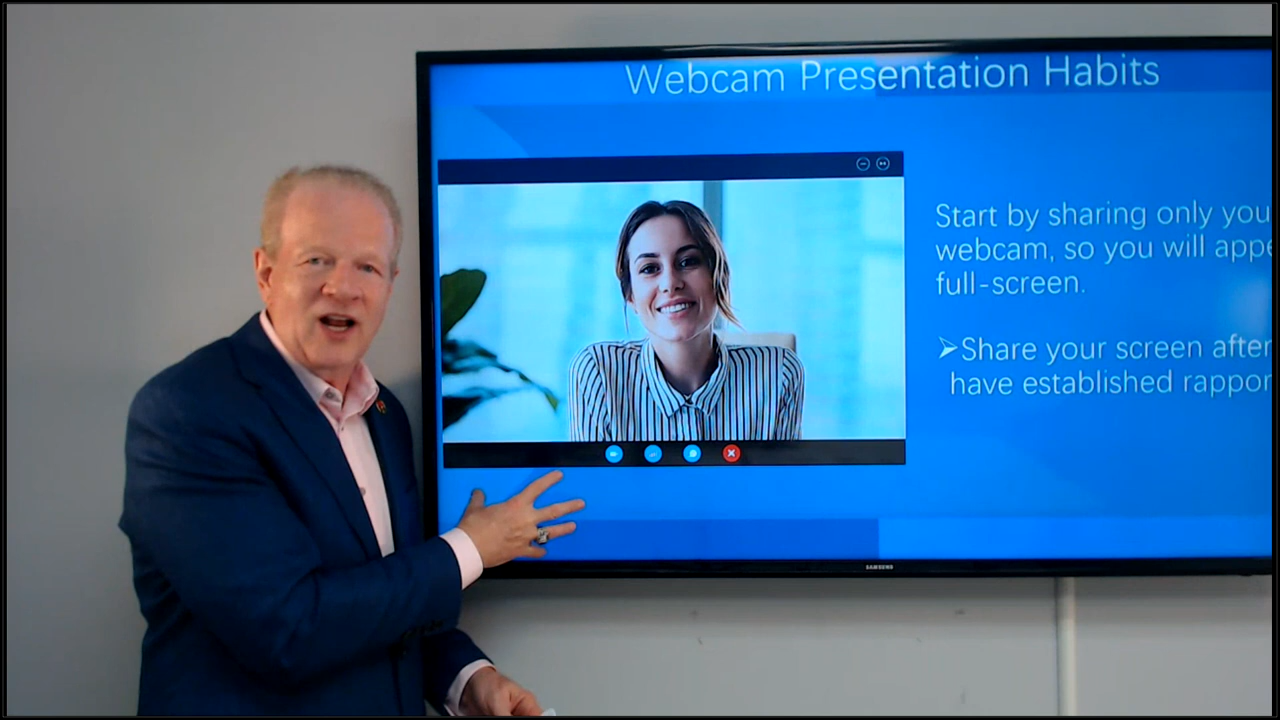 Webcam Presentation Habits
Start by sharing only you
webcam, so you will appe
full-screen.
➢Share your screen after
have established rappor
SAMSUNG